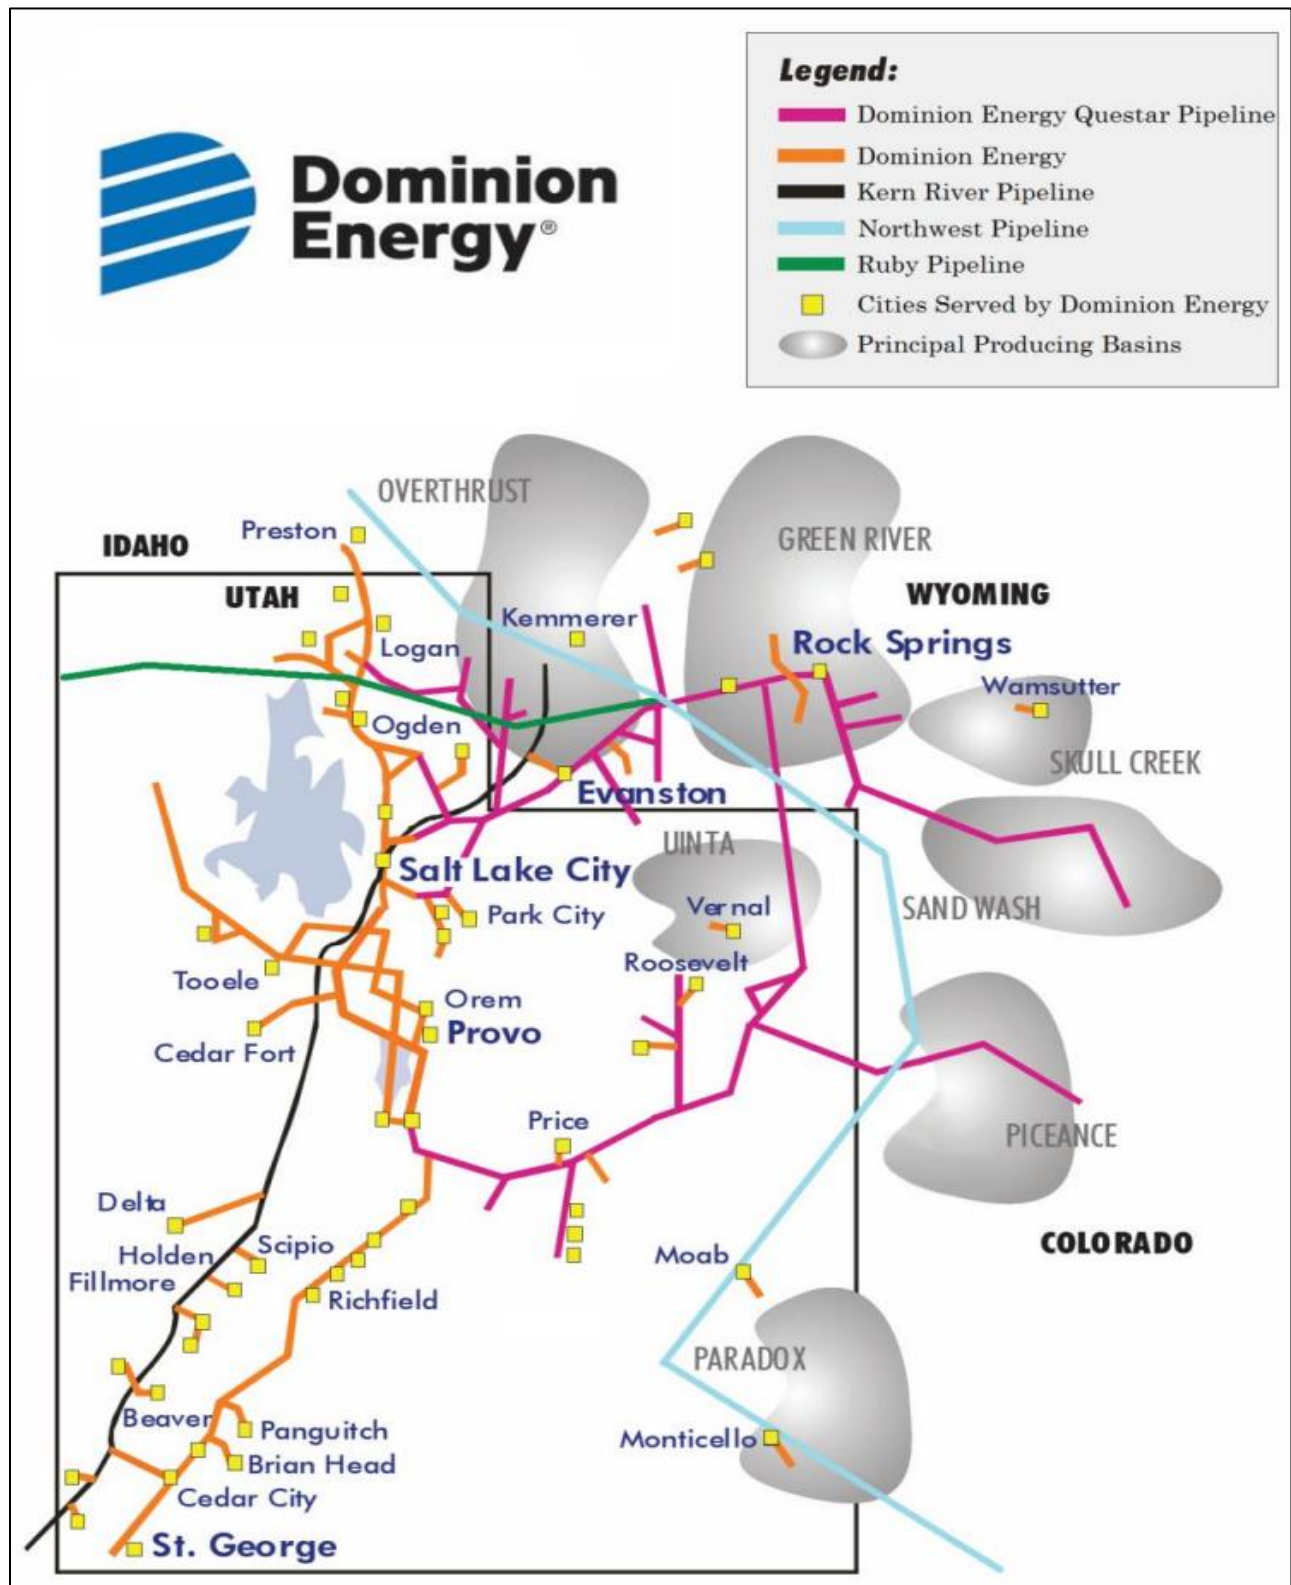 Dominion
Energy®
Legend:
Dominion Energy Questar Pipeline
Dominion Energy
Kern River Pipeline
Northwest Pipeline
Ruby Pipeline
Cities Served by Dominion Energy
Principal Producing Basins
OVERTHRUST
Preston
IDAHO
GREEN RIVER
UTAH
WYOMING
Kemmerer
Logan
Rock Springs
Wamsutter
Ogden
SKULL CREEK
Evanston
UINTA
Salt Lake City
Park City
Vernal
SAND WASH
Roosevelt
Tooele
Orem
Provo
Cedar Fort
Price
PICEANCE
Delta
Holden
Scipio
Fillmore
Moab
COLORADO
Richfield
PARADOX
Beaver
Panguitch
Monticello
Brian Head
Cedar City
St. George